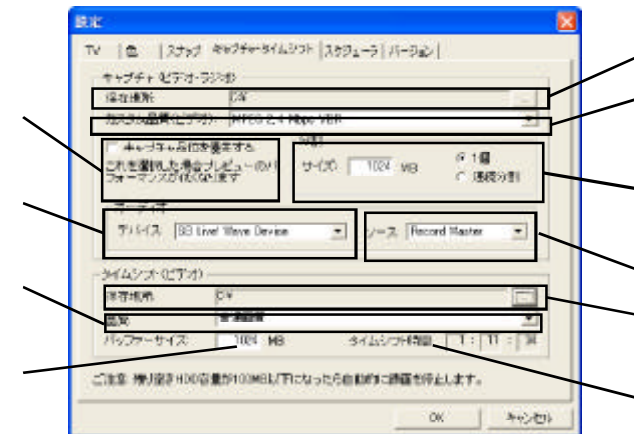 設定
TV 色 スナップ キャプチャ・タイムシフト スケジューラ バージョン
キャプチャ(ビデオ・ラジオ)
保存場所: C:¥ ...
カスタム品質(ビデオ): MPEG 2,4 Mbps VBR
キャプチャ品位を優先する
これを選択した場合プレビューのパフォーマンスが低くなります
分割
サイズ: 1024 MB
1個
連続分割
オーディオ
デバイス SB Live! Wave Device
ソース Record Master
タイムシフト(ビデオ)
保存場所: C:¥ ...
品質:
バッファーサイズ: 1024 MB タイムシフト時間: 1 : 11 :
ご注意: 残り空きHDD容量が100MB以下になったら自動的に録画を停止します。
OK キャンセル